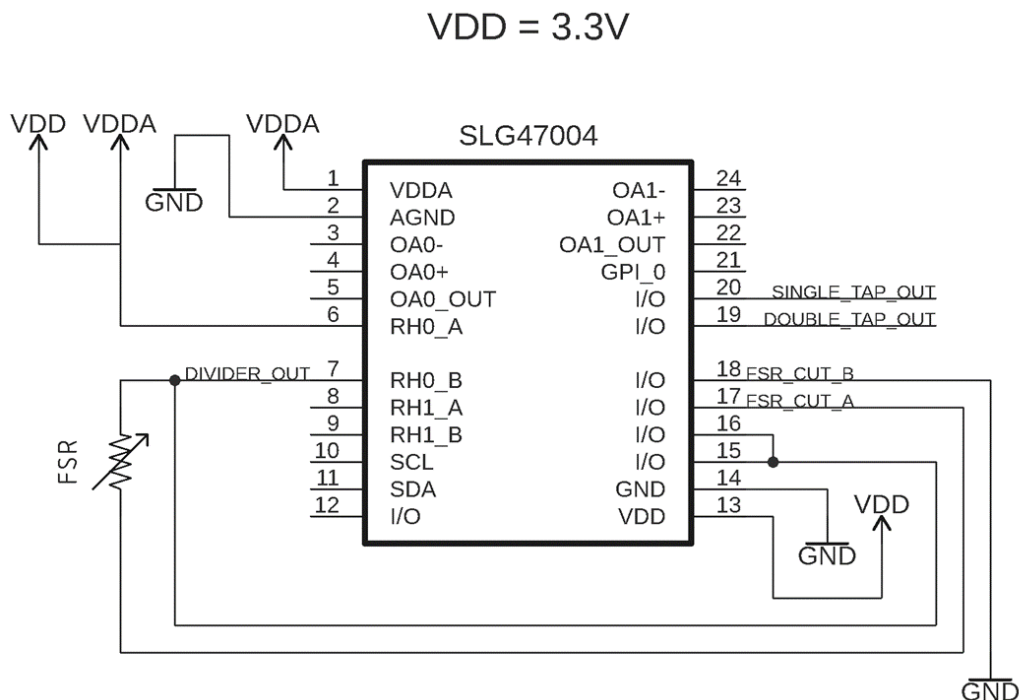 VDD = 3.3V
VDD VDDA VDDA
SLG47004
GND
1 VDDA OA1- 24
2 AGND OA1+ 23
3 OA0- OA1_OUT 22
4 OA0+ GPI_0 21
5 OA0_OUT I/O 20 SINGLE_TAP_OUT
6 RH0_A I/O 19 DOUBLE_TAP_OUT
DIVIDER_OUT 7 RH0_B I/O 18 FSR_CUT_B
8 RH1_A I/O 17 FSR_CUT_A
9 RH1_B I/O 16
10 SCL I/O 15
11 SDA GND 14
12 I/O VDD 13
FSR
VDD
GND
GND